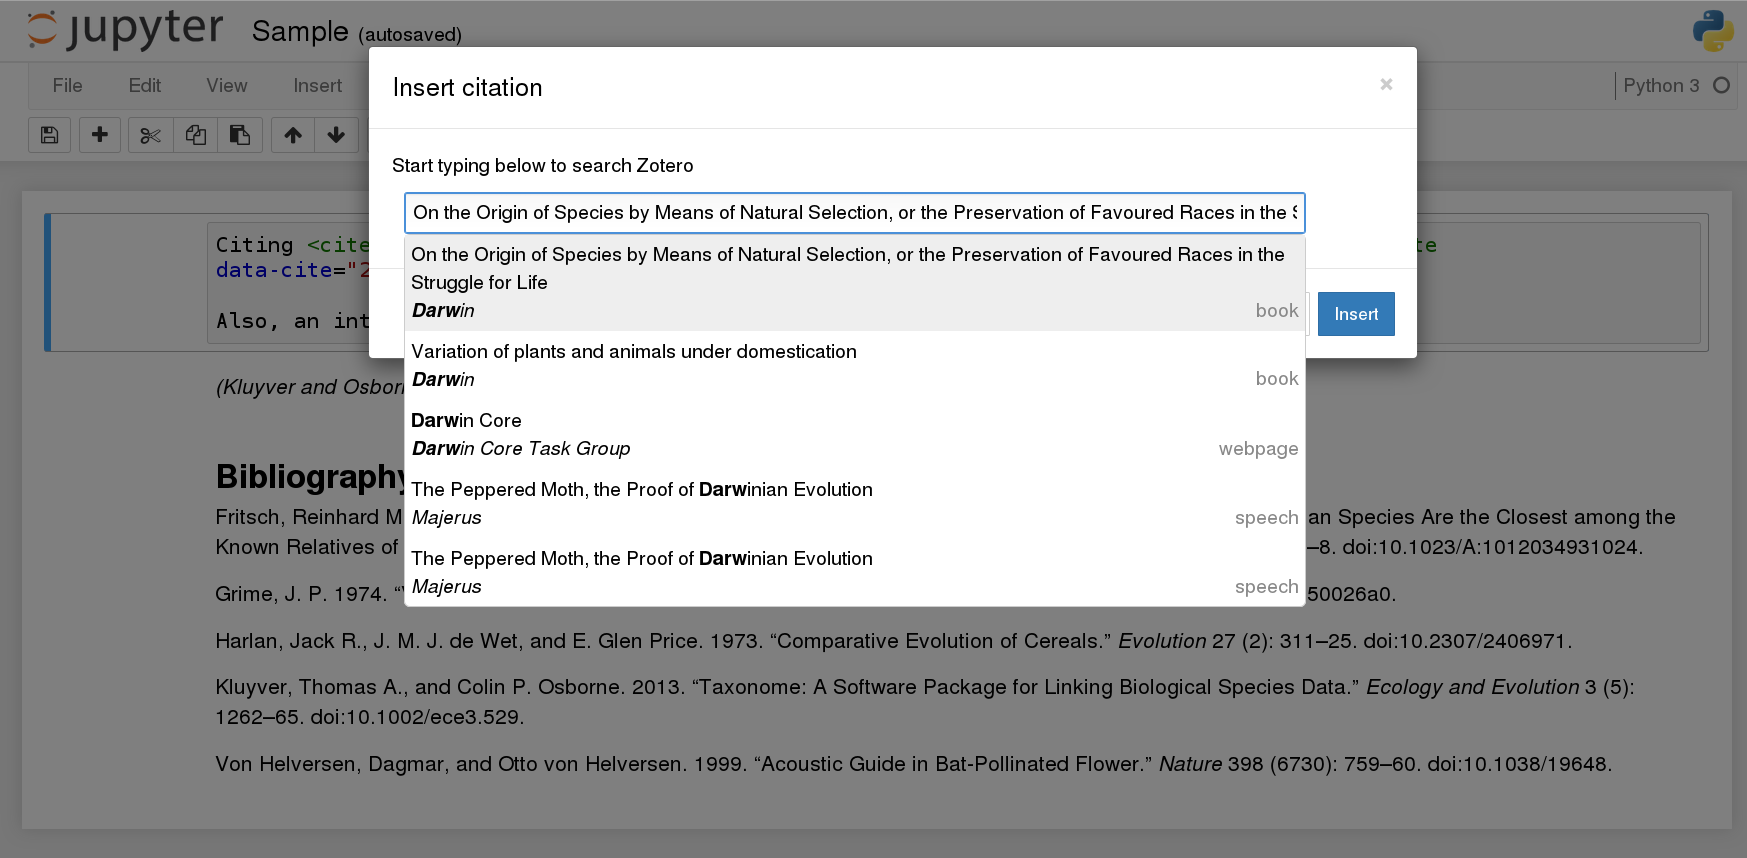 jupyter Sample (autosaved)
File Edit View Insert
Python 3
Insert citation
×
Start typing below to search Zotero
On the Origin of Species by Means of Natural Selection, or the Preservation of Favoured Races in the S
On the Origin of Species by Means of Natural Selection, or the Preservation of Favoured Races in the
Struggle for Life
Darwin book
Variation of plants and animals under domestication
Darwin book
Darwin Core
Darwin Core Task Group webpage
The Peppered Moth, the Proof of Darwinian Evolution
Majerus speech
The Peppered Moth, the Proof of Darwinian Evolution
Majerus speech
Insert
Citing <cite
data-cite="2
Also, an int
(Kluyver and Osborn
Bibliography
Fritsch, Reinhard M an Species Are the Closest among the
Known Relatives of –8. doi:10.1023/A:1012034931024.
Grime, J. P. 1974. “V 50026a0.
Harlan, Jack R., J. M. J. de Wet, and E. Glen Price. 1973. “Comparative Evolution of Cereals.” Evolution 27 (2): 311–25. doi:10.2307/2406971.
Kluyver, Thomas A., and Colin P. Osborne. 2013. “Taxonome: A Software Package for Linking Biological Species Data.” Ecology and Evolution 3 (5):
1262–65. doi:10.1002/ece3.529.
Von Helversen, Dagmar, and Otto von Helversen. 1999. “Acoustic Guide in Bat-Pollinated Flower.” Nature 398 (6730): 759–60. doi:10.1038/19648.